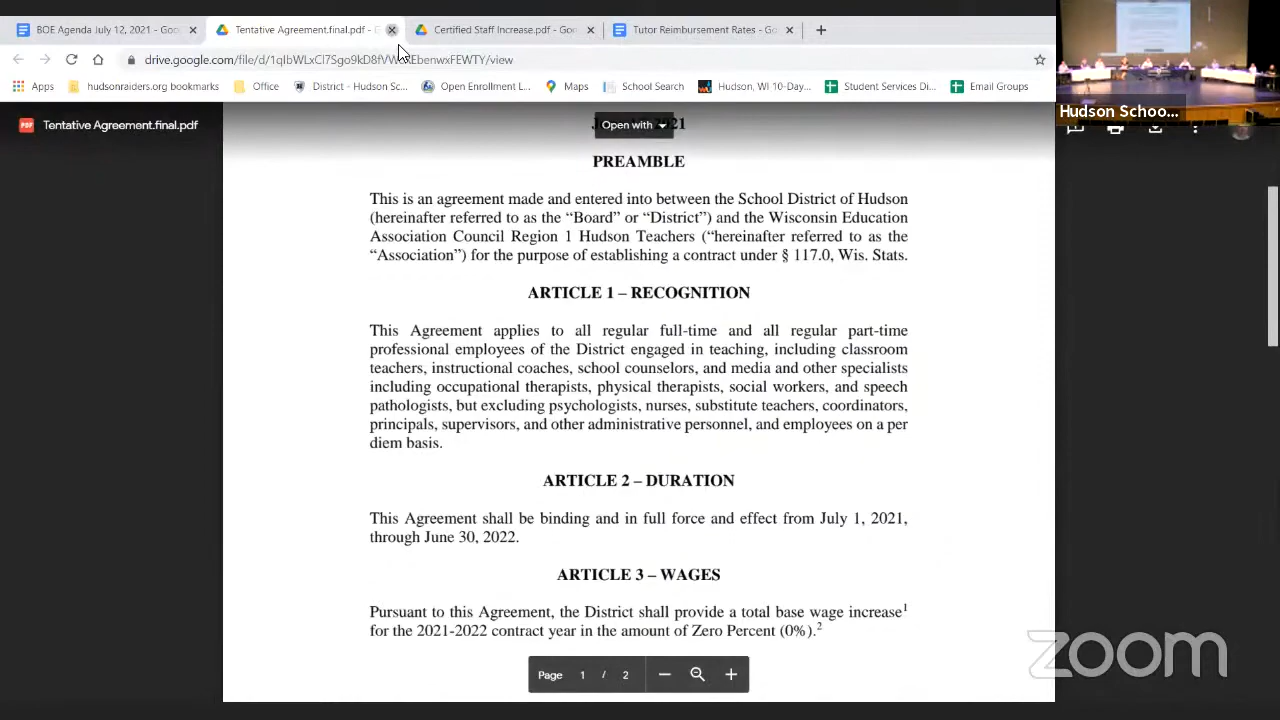 BOE Agenda July 12, 2021 - Goo
Tentative Agreement.final.pdf -
Certified Staff Increase.pdf - Goo
Tutor Reimbursement Rates - Go
Apps
hudsonraiders.org bookmarks
Office
District - Hudson Sc...
Open Enrollment L...
Maps
School Search
Hudson, WI 10-Day...
Student Services Di...
Email Groups
Hudson Schoo...
Tentative Agreement.final.pdf
Open with
PREAMBLE
This is an agreement made and entered into between the School District of Hudson
(hereinafter referred to as the “Board” or “District”) and the Wisconsin Education
Association Council Region 1 Hudson Teachers (“hereinafter referred to as the
“Association”) for the purpose of establishing a contract under § 117.0, Wis. Stats.
ARTICLE 1 – RECOGNITION
This Agreement applies to all regular full-time and all regular part-time
professional employees of the District engaged in teaching, including classroom
teachers, instructional coaches, school counselors, and media and other specialists
including occupational therapists, physical therapists, social workers, and speech
pathologists, but excluding psychologists, nurses, substitute teachers, coordinators,
principals, supervisors, and other administrative personnel, and employees on a per
diem basis.
ARTICLE 2 – DURATION
This Agreement shall be binding and in full force and effect from July 1, 2021,
through June 30, 2022.
ARTICLE 3 – WAGES
Pursuant to this Agreement, the District shall provide a total base wage increase1
for the 2021-2022 contract year in the amount of Zero Percent (0%).2
Page 1 / 2
zoom